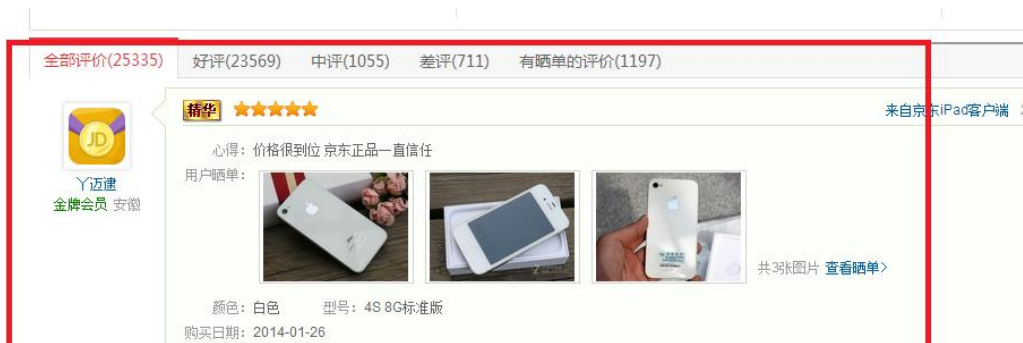 全部评价(25335) 好评(23569) 中评(1055) 差评(711) 有晒单的评价(1197)
精华 来自京东iPad客户端
JD
心得：价格很到位 京东正品一直信任
丫迈逮
用户晒单：
金牌会员 安徽
共3张图片 查看晒单>
颜色：白色 型号：4S 8G标准版
购买日期：2014-01-26